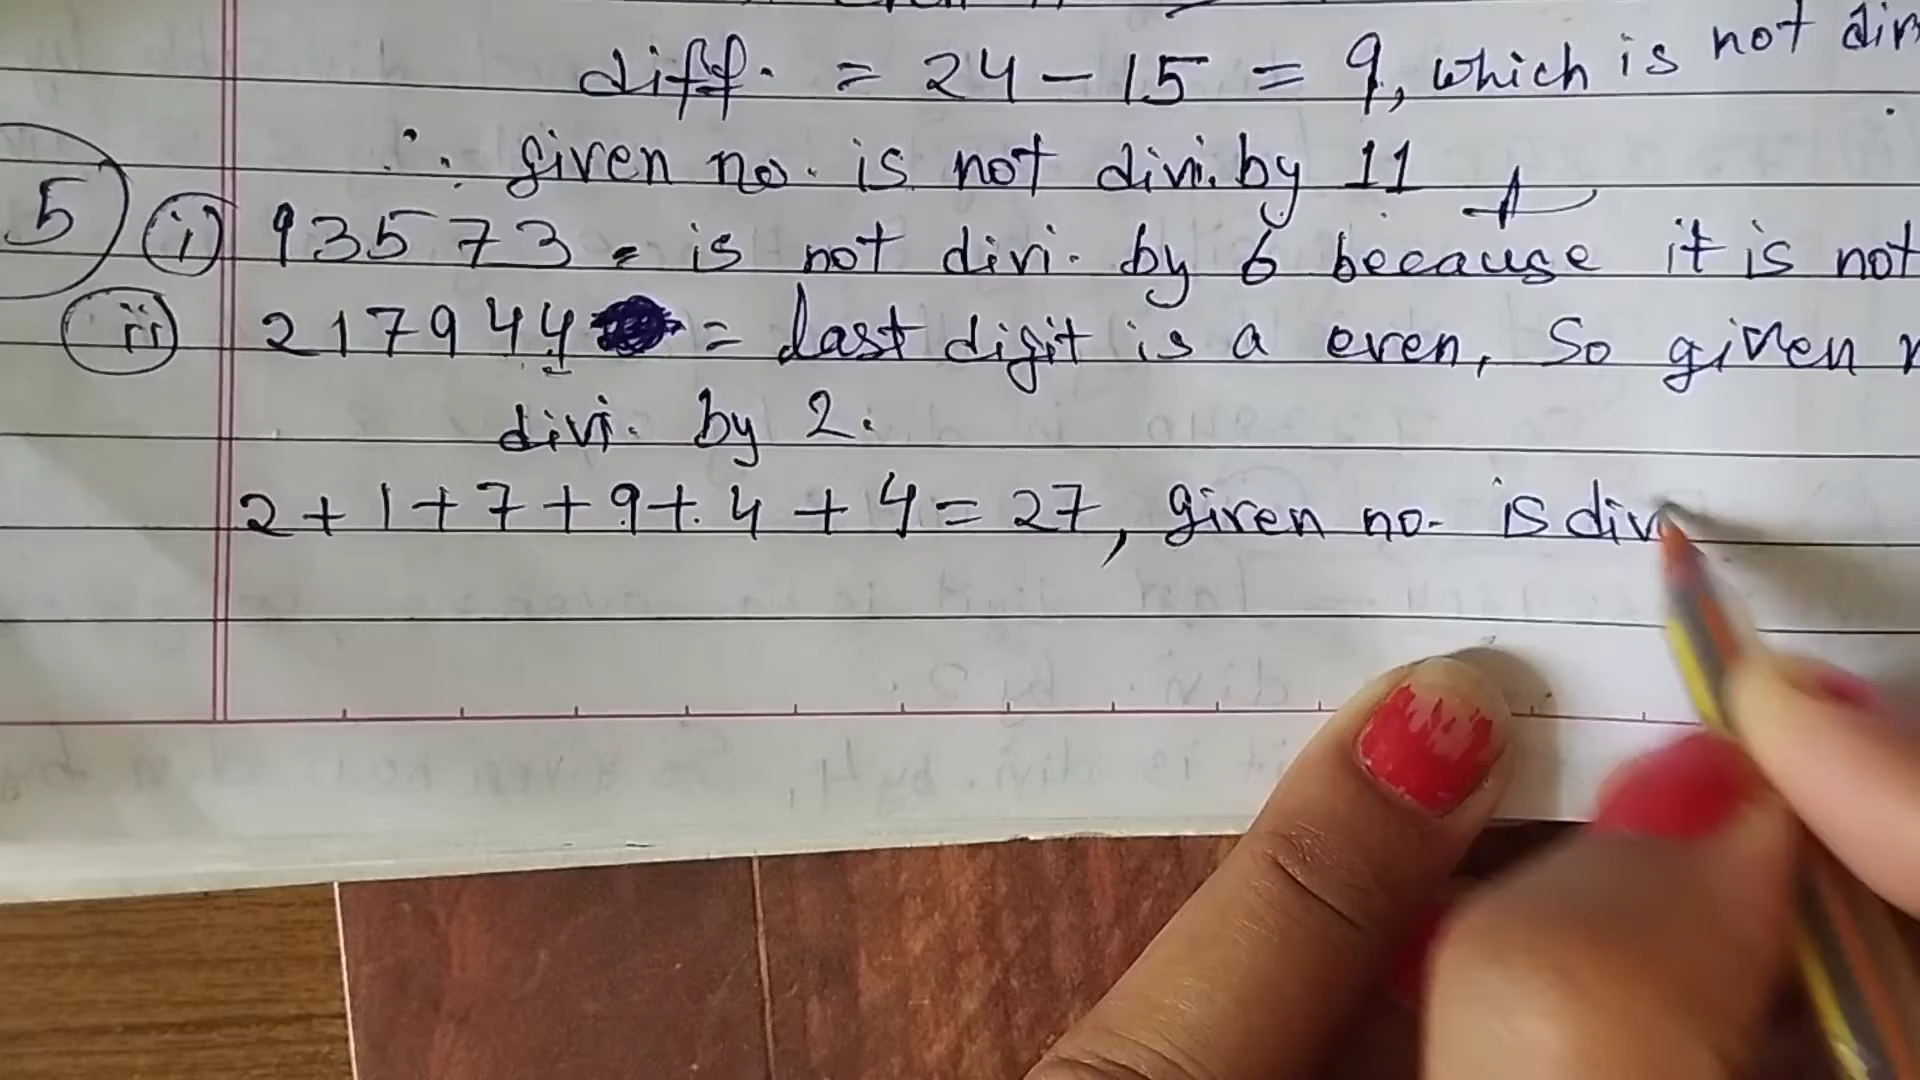 diff. = 24 - 15 = 9, which is not
∴ given no. is not divi. by 11
5 i) 93573 = is not divi. by 6 because it is not
ii) 217944 = last digit is a even, So given
divi. by 2.
2 + 1 + 7 + 9 + 4 + 4 = 27, given no. is div